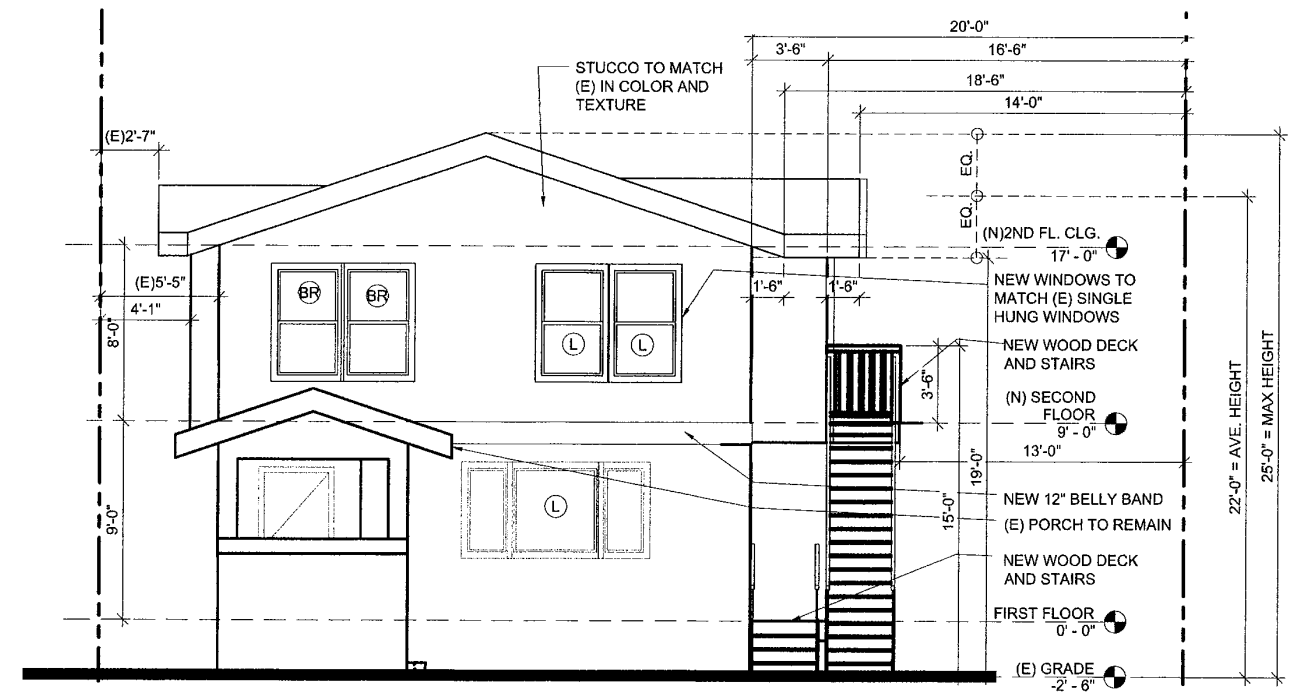 20'-0"
3'-6"
16'-6"
18'-6"
14'-0"
STUCCO TO MATCH
(E) IN COLOR AND
TEXTURE
(E)2'-7"
EQ.
EQ.
(N)2ND FL. CLG.
17' - 0"
(E)5'-5"
4'-1"
8'-0"
BR
BR
L
L
1'-6"
1'-6"
NEW WINDOWS TO
MATCH (E) SINGLE
HUNG WINDOWS
NEW WOOD DECK
AND STAIRS
3'-6"
(N) SECOND
FLOOR
9' - 0"
13'-0"
19'-0"
15'-0"
22'-0" = AVE. HEIGHT
25'-0" = MAX HEIGHT
9'-0"
L
NEW 12" BELLY BAND
(E) PORCH TO REMAIN
NEW WOOD DECK
AND STAIRS
FIRST FLOOR
0' - 0"
(E) GRADE
-2' - 6"